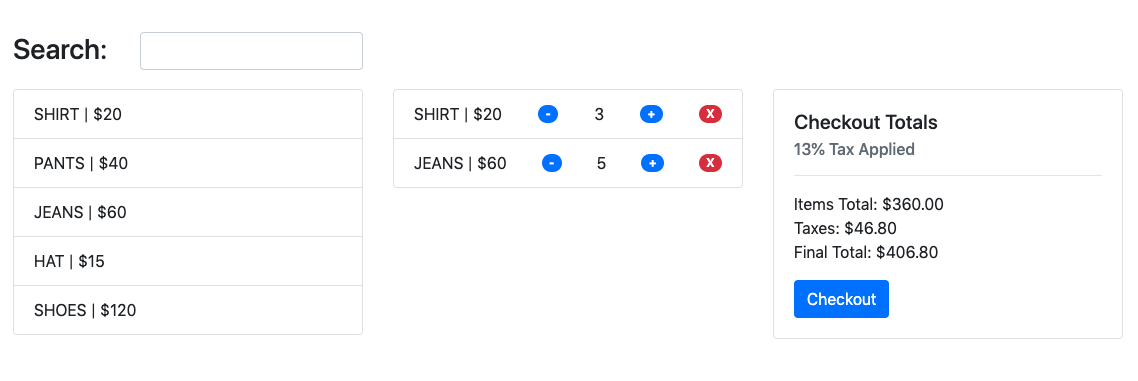 Search:
SHIRT | $20
PANTS | $40
JEANS | $60
HAT | $15
SHOES | $120
SHIRT | $20 - 3 + X
JEANS | $60 - 5 + X
Checkout Totals
13% Tax Applied
Items Total: $360.00
Taxes: $46.80
Final Total: $406.80
Checkout